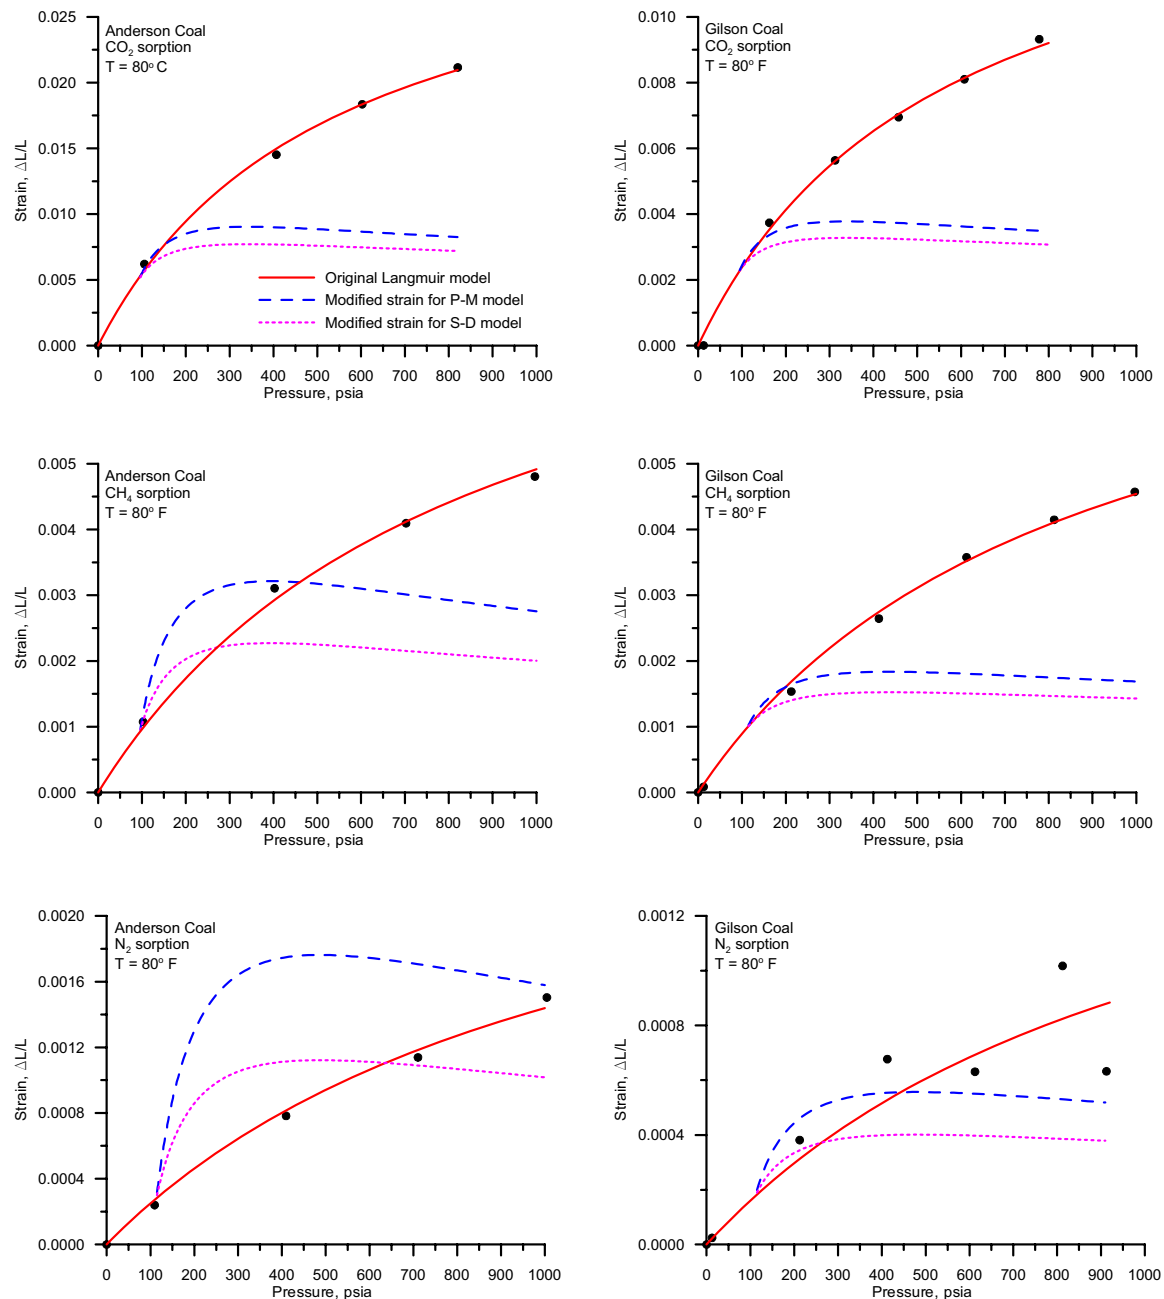 Anderson Coal
CO2 sorption
T = 80° C
0.025
0.020
0.015
0.010
0.005
0.000
Strain, ΔL/L
Original Langmuir model
Modified strain for P-M model
Modified strain for S-D model
0 100 200 300 400 500 600 700 800 900 1000
Pressure, psia
Gilson Coal
CO2 sorption
T = 80° F
0.010
0.008
0.006
0.004
0.002
0.000
Strain, ΔL/L
0 100 200 300 400 500 600 700 800 900 1000
Pressure, psia
Anderson Coal
CH4 sorption
T = 80° F
0.005
0.004
0.003
0.002
0.001
0.000
Strain, ΔL/L
0 100 200 300 400 500 600 700 800 900 1000
Pressure, psia
Gilson Coal
CH4 sorption
T = 80° F
0.005
0.004
0.003
0.002
0.001
0.000
Strain, ΔL/L
0 100 200 300 400 500 600 700 800 900 1000
Pressure, psia
Anderson Coal
N2 sorption
T = 80° F
0.0020
0.0016
0.0012
0.0008
0.0004
0.0000
Strain, ΔL/L
0 100 200 300 400 500 600 700 800 900 1000
Pressure, psia
Gilson Coal
N2 sorption
T = 80° F
0.0012
0.0008
0.0004
0.0000
Strain, ΔL/L
0 100 200 300 400 500 600 700 800 900 1000
Pressure, psia